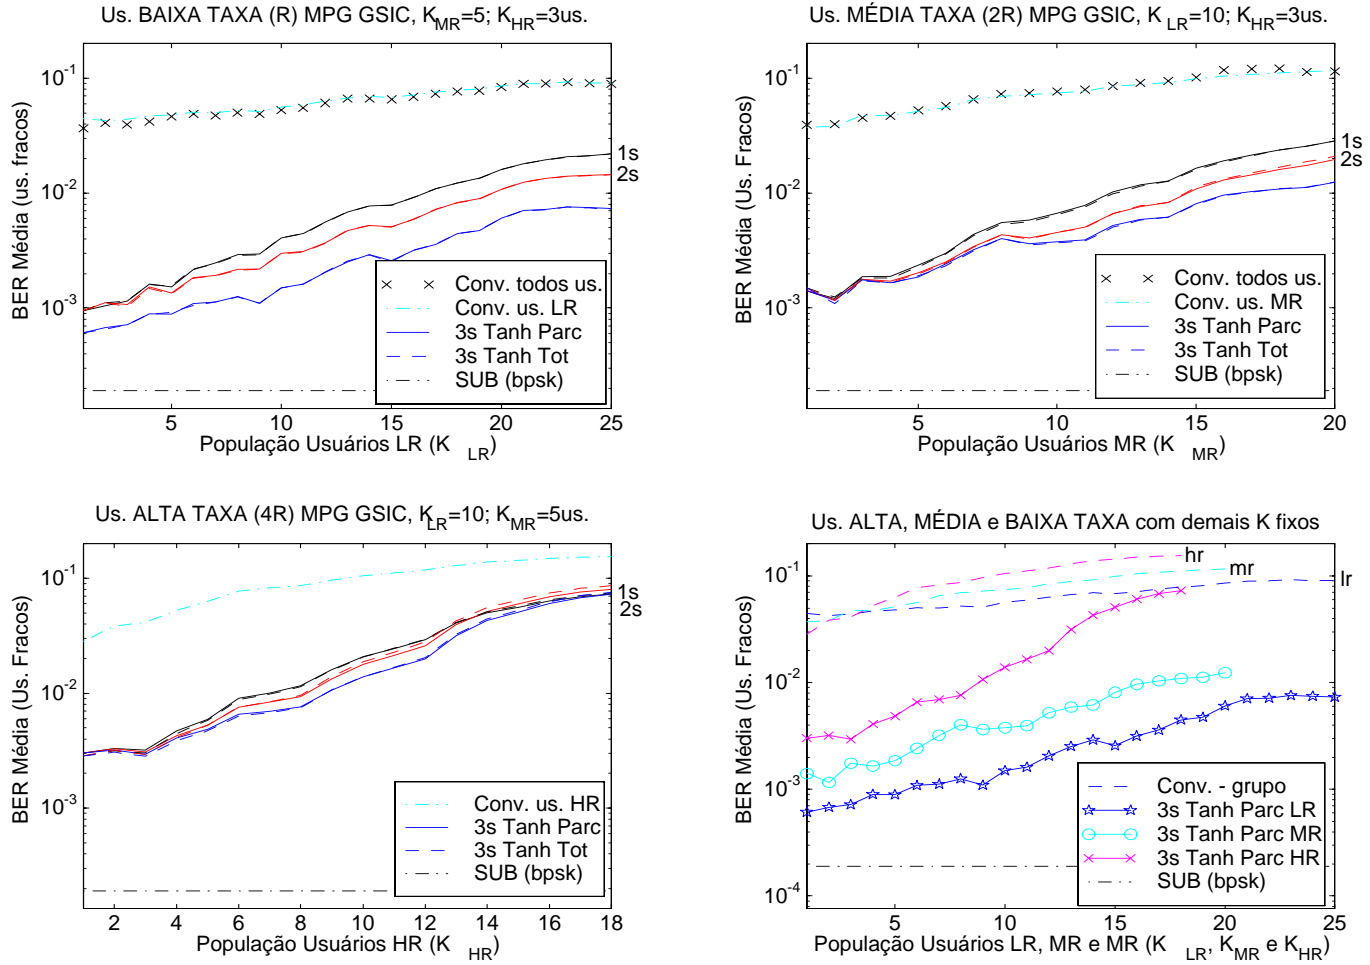 Us. BAIXA TAXA (R) MPG GSIC, K_MR=5; K_HR=3us.
BER Média (us. fracos)
10^-1
10^-2
10^-3
1s
2s
Conv. todos us.
Conv. us. LR
3s Tanh Parc
3s Tanh Tot
SUB (bpsk)
5 10 15 20 25
População Usuários LR (K_LR)
Us. MÉDIA TAXA (2R) MPG GSIC, K_LR=10; K_HR=3us.
BER Média (Us. Fracos)
10^-1
10^-2
10^-3
1s
2s
Conv. todos us.
Conv. us. MR
3s Tanh Parc
3s Tanh Tot
SUB (bpsk)
5 10 15 20
População Usuários MR (K_MR)
Us. ALTA TAXA (4R) MPG GSIC, K_LR=10; K_MR=5us.
BER Média (Us. Fracos)
10^-1
10^-2
10^-3
1s
2s
Conv. us. HR
3s Tanh Parc
3s Tanh Tot
SUB (bpsk)
2 4 6 8 10 12 14 16 18
População Usuários HR (K_HR)
Us. ALTA, MÉDIA e BAIXA TAXA com demais K fixos
BER Média (Us. Fracos)
10^-1
10^-2
10^-3
10^-4
hr
mr
lr
Conv. - grupo
3s Tanh Parc LR
3s Tanh Parc MR
3s Tanh Parc HR
SUB (bpsk)
5 10 15 20 25
População Usuários LR, MR e MR (K_LR, K_MR e K_HR)